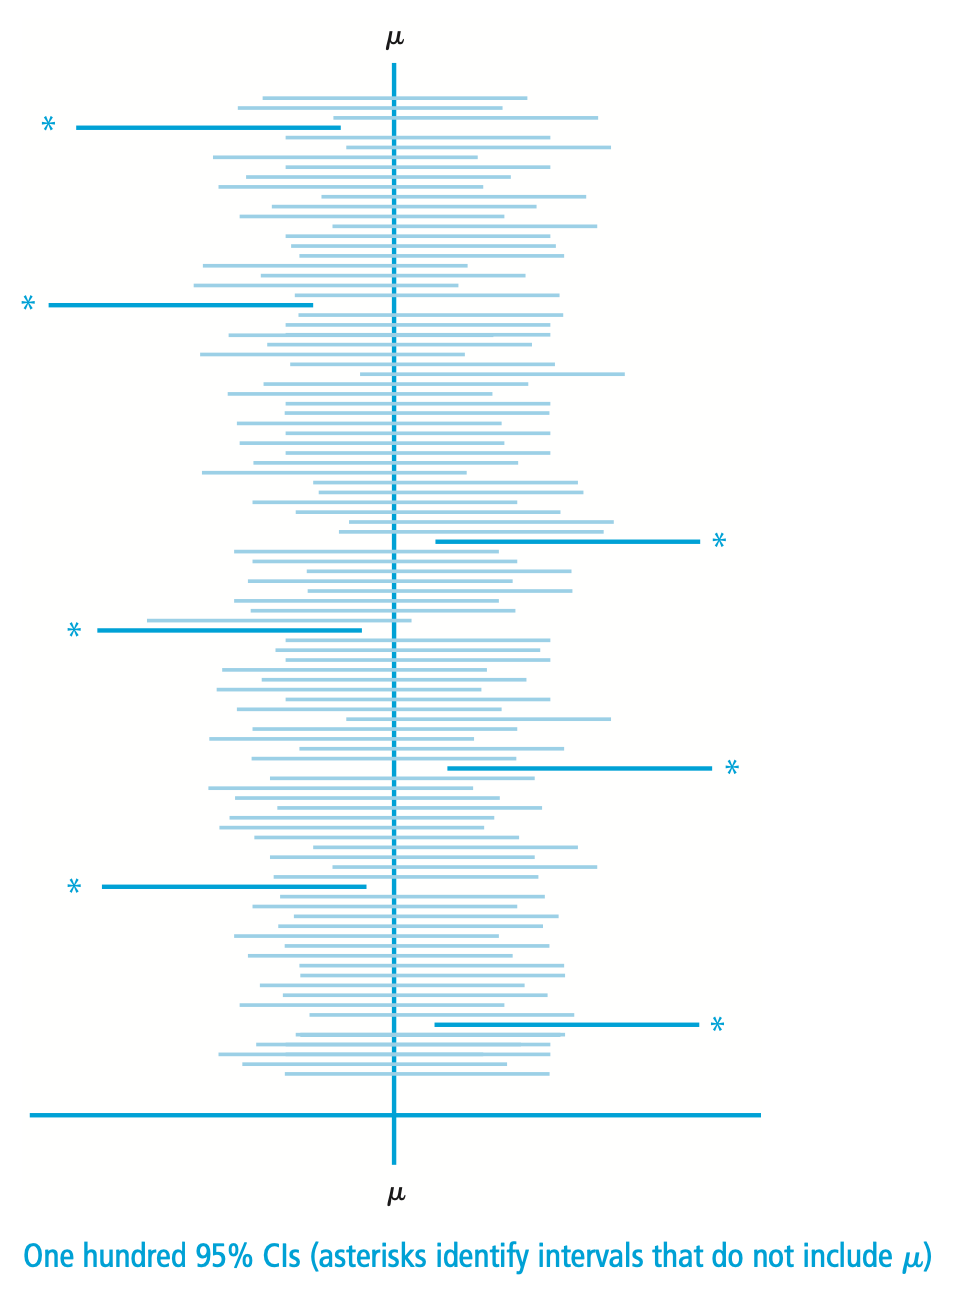 μ
*
*
*
*
*
*
*
μ
One hundred 95% CIs (asterisks identify intervals that do not include μ)